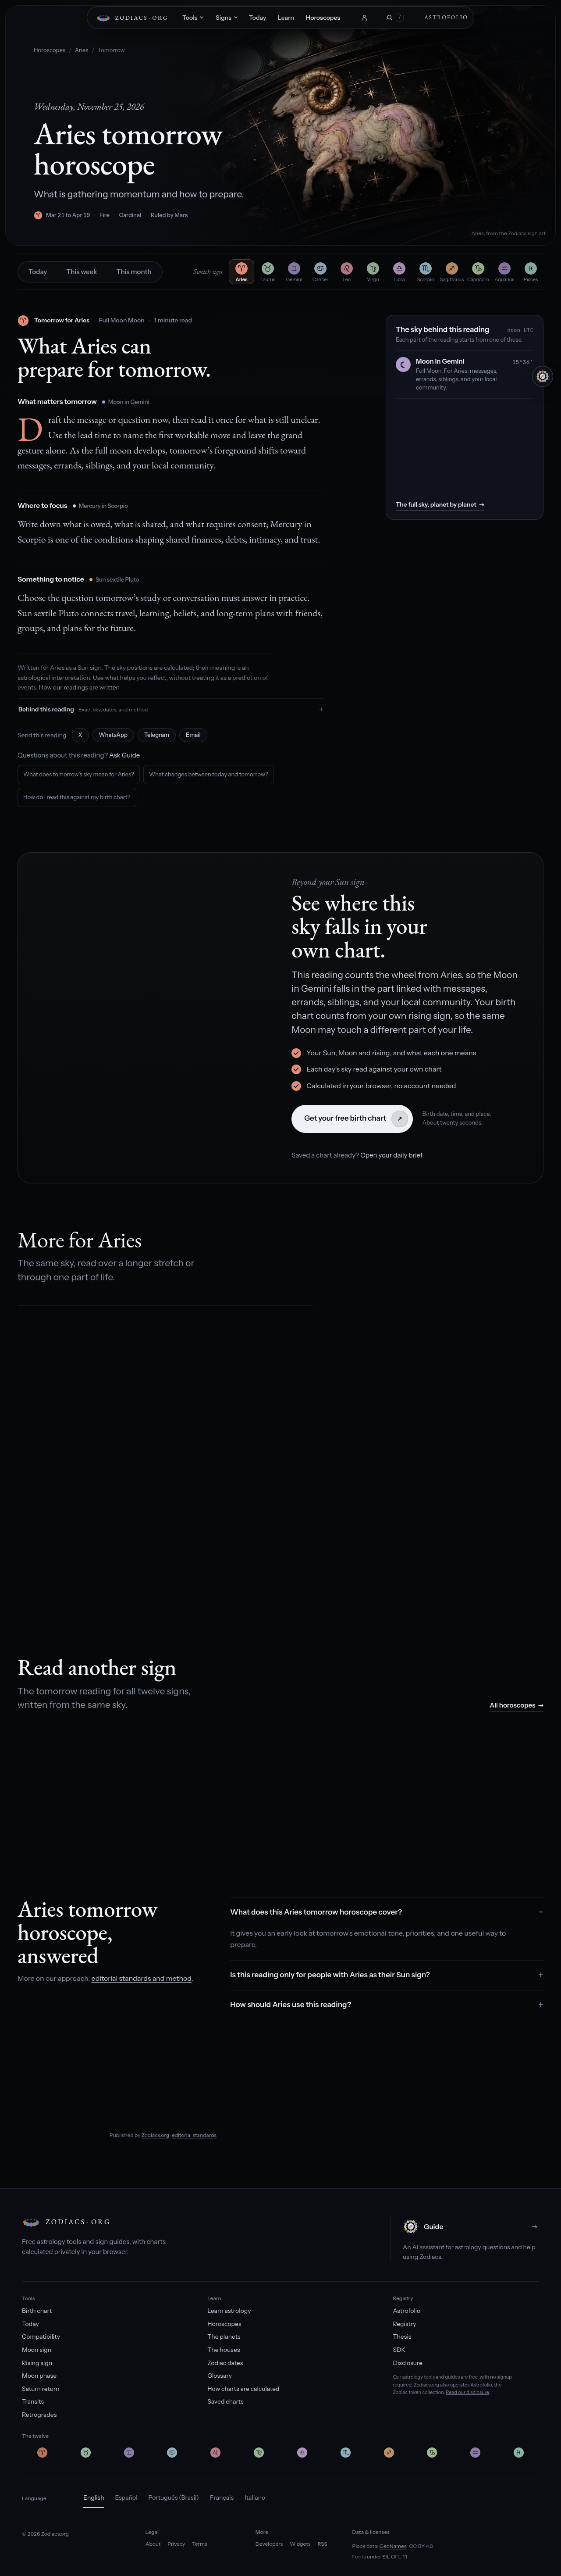 ZODIACS·ORG
Tools
Signs
Today
Learn
Horoscopes
/
ASTROFOLIO
Horoscopes / Aries / Tomorrow
Wednesday, November 25, 2026
Aries tomorrow
horoscope
What is gathering momentum and how to prepare.
Mar 21 to Apr 19 · Fire · Cardinal · Ruled by Mars
Aries, from the Zodiacs sign art
Today
This week
This month
Switch sign
Aries
Taurus
Gemini
Cancer
Leo
Virgo
Libra
Scorpio
Sagittarius
Capricorn
Aquarius
Pisces
Tomorrow for Aries · Full Moon Moon · 1 minute read
What Aries can
prepare for tomorrow.
What matters tomorrow Moon in Gemini
Draft the message or question now, then read it once for what is still unclear.
Use the lead time to name the first workable move and leave the grand
gesture alone. As the full moon develops, tomorrow's foreground shifts toward
messages, errands, siblings, and your local community.
Where to focus Mercury in Scorpio
Write down what is owed, what is shared, and what requires consent; Mercury in
Scorpio is one of the conditions shaping shared finances, debts, intimacy, and trust.
Something to notice Sun sextile Pluto
Choose the question tomorrow's study or conversation must answer in practice.
Sun sextile Pluto connects travel, learning, beliefs, and long-term plans with friends,
groups, and plans for the future.
Written for Aries as a Sun sign. The sky positions are calculated; their meaning is an
astrological interpretation. Use what helps you reflect, without treating it as a prediction of
events. How our readings are written
Behind this reading Exact sky, dates, and method +
Send this reading
X
WhatsApp
Telegram
Email
Questions about this reading? Ask Guide
What does tomorrow's sky mean for Aries?
What changes between today and tomorrow?
How do I read this against my birth chart?
The sky behind this reading noon UTC
Each part of the reading starts from one of these.
Moon in Gemini 15°36′
Full Moon. For Aries: messages,
errands, siblings, and your local
community.
The full sky, planet by planet →
Beyond your Sun sign
See where this
sky falls in your
own chart.
This reading counts the wheel from Aries, so the Moon
in Gemini falls in the part linked with messages,
errands, siblings, and your local community. Your birth
chart counts from your own rising sign, so the same
Moon may touch a different part of your life.
Your Sun, Moon and rising, and what each one means
Each day's sky read against your own chart
Calculated in your browser, no account needed
Get your free birth chart ↗
Birth date, time, and place.
About twenty seconds.
Saved a chart already? Open your daily brief
More for Aries
The same sky, read over a longer stretch or
through one part of life.
Read another sign
The tomorrow reading for all twelve signs,
written from the same sky.
All horoscopes →
Aries tomorrow
horoscope,
answered
More on our approach: editorial standards and method.
What does this Aries tomorrow horoscope cover? −
It gives you an early look at tomorrow's emotional tone, priorities, and one useful way to
prepare.
Is this reading only for people with Aries as their Sun sign? +
How should Aries use this reading? +
Published by Zodiacs.org · editorial standards
ZODIACS·ORG
Free astrology tools and sign guides, with charts
calculated privately in your browser.
Guide →
An AI assistant for astrology questions and help
using Zodiacs.
Tools
Birth chart
Today
Compatibility
Moon sign
Rising sign
Moon phase
Saturn return
Transits
Retrogrades
Learn
Learn astrology
Horoscopes
The planets
The houses
Zodiac dates
Glossary
How charts are calculated
Saved charts
Registry
Astrofolio
Registry
Thesis
SDK
Disclosure
Our astrology tools and guides are free, with no signup
required. Zodiacs.org also operates Astrofolio, the
Zodiac token collection. Read our disclosure.
The twelve
Language
English
Español
Português (Brasil)
Français
Italiano
© 2026 Zodiacs.org
Legal
About
Privacy
Terms
More
Developers
Widgets
RSS
Data & licenses
Place data: GeoNames · CC BY 4.0
Fonts under SIL OFL 1.1